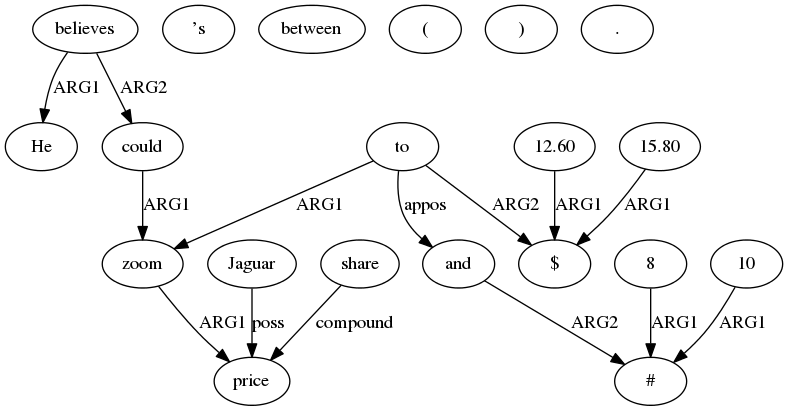 believes 's between ( ) .
ARG1 ARG2
He could to 12.60 15.80
ARG1 ARG1 appos ARG2 ARG1 ARG1
zoom Jaguar share and $ 8 10
ARG1 poss compound ARG2 ARG1 ARG1
price #